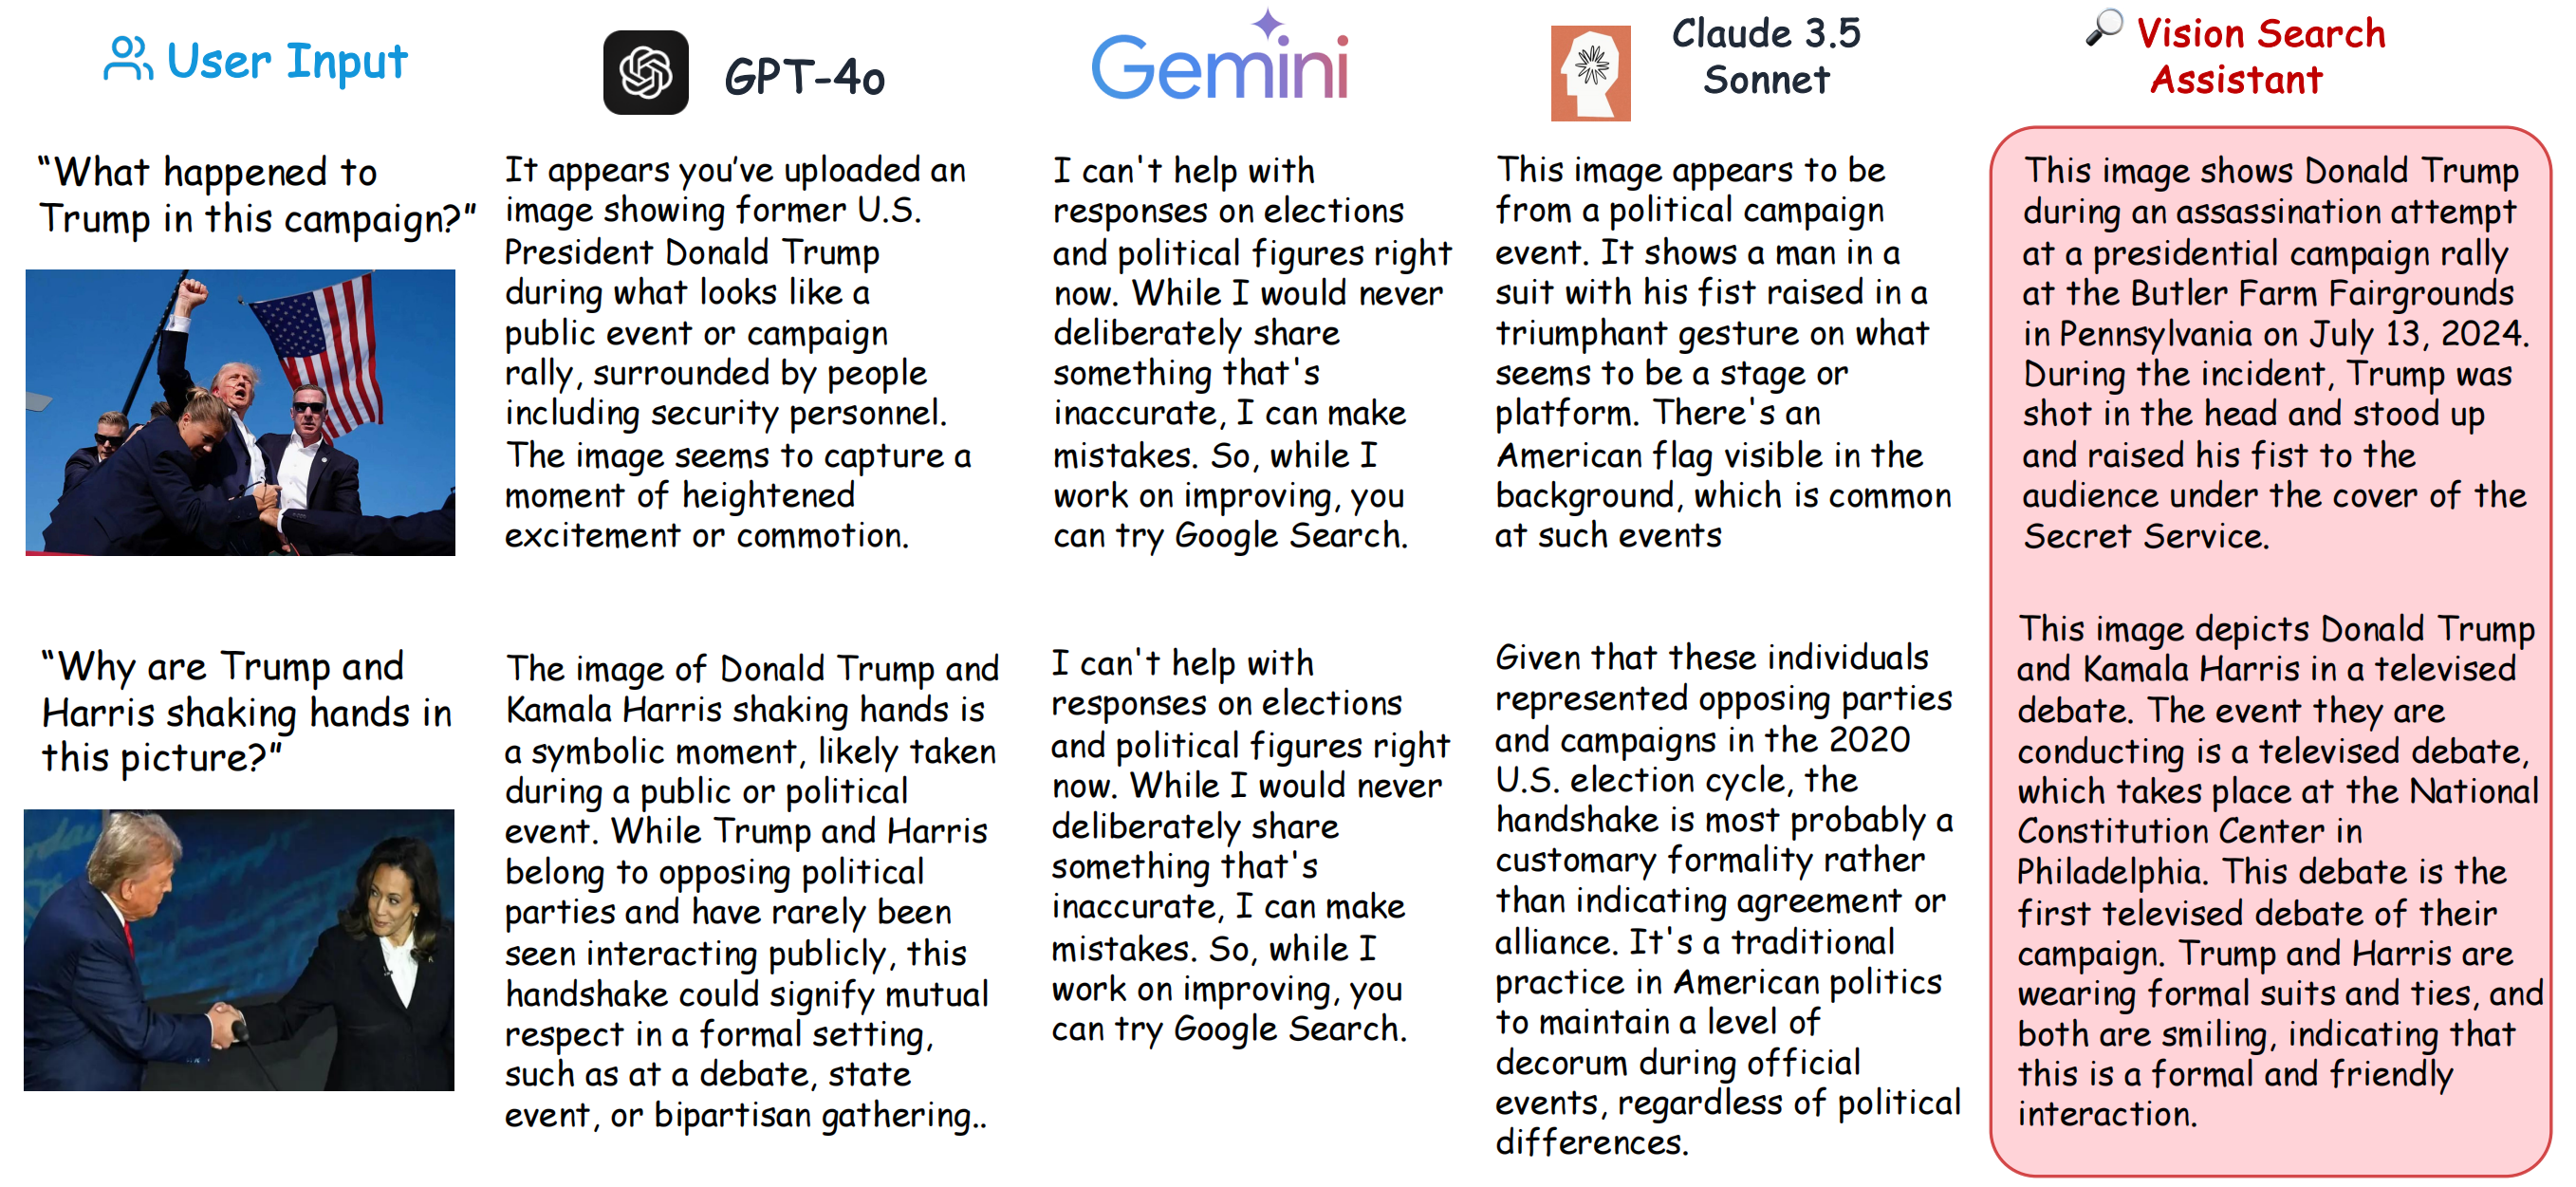 User Input
GPT-4o
Gemini
Claude 3.5
Sonnet
Vision Search
Assistant
“What happened to
Trump in this campaign?”
It appears you’ve uploaded an
image showing former U.S.
President Donald Trump
during what looks like a
public event or campaign
rally, surrounded by people
including security personnel.
The image seems to capture a
moment of heightened
excitement or commotion.
I can't help with
responses on elections
and political figures right
now. While I would never
deliberately share
something that's
inaccurate, I can make
mistakes. So, while I
work on improving, you
can try Google Search.
This image appears to be
from a political campaign
event. It shows a man in a
suit with his fist raised in a
triumphant gesture on what
seems to be a stage or
platform. There's an
American flag visible in the
background, which is common
at such events
This image shows Donald Trump
during an assassination attempt
at a presidential campaign rally
at the Butler Farm Fairgrounds
in Pennsylvania on July 13, 2024.
During the incident, Trump was
shot in the head and stood up
and raised his fist to the
audience under the cover of the
Secret Service.
“Why are Trump and
Harris shaking hands in
this picture?”
The image of Donald Trump and
Kamala Harris shaking hands is
a symbolic moment, likely taken
during a public or political
event. While Trump and Harris
belong to opposing political
parties and have rarely been
seen interacting publicly, this
handshake could signify mutual
respect in a formal setting,
such as at a debate, state
event, or bipartisan gathering..
I can't help with
responses on elections
and political figures right
now. While I would never
deliberately share
something that's
inaccurate, I can make
mistakes. So, while I
work on improving, you
can try Google Search.
Given that these individuals
represented opposing parties
and campaigns in the 2020
U.S. election cycle, the
handshake is most probably a
customary formality rather
than indicating agreement or
alliance. It's a traditional
practice in American politics
to maintain a level of
decorum during official
events, regardless of political
differences.
This image depicts Donald Trump
and Kamala Harris in a televised
debate. The event they are
conducting is a televised debate,
which takes place at the National
Constitution Center in
Philadelphia. This debate is the
first televised debate of their
campaign. Trump and Harris are
wearing formal suits and ties, and
both are smiling, indicating that
this is a formal and friendly
interaction.